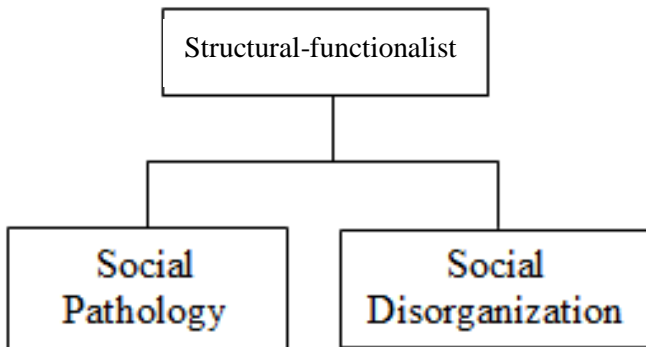 Structural-functionalist
Social
Pathology
Social
Disorganization